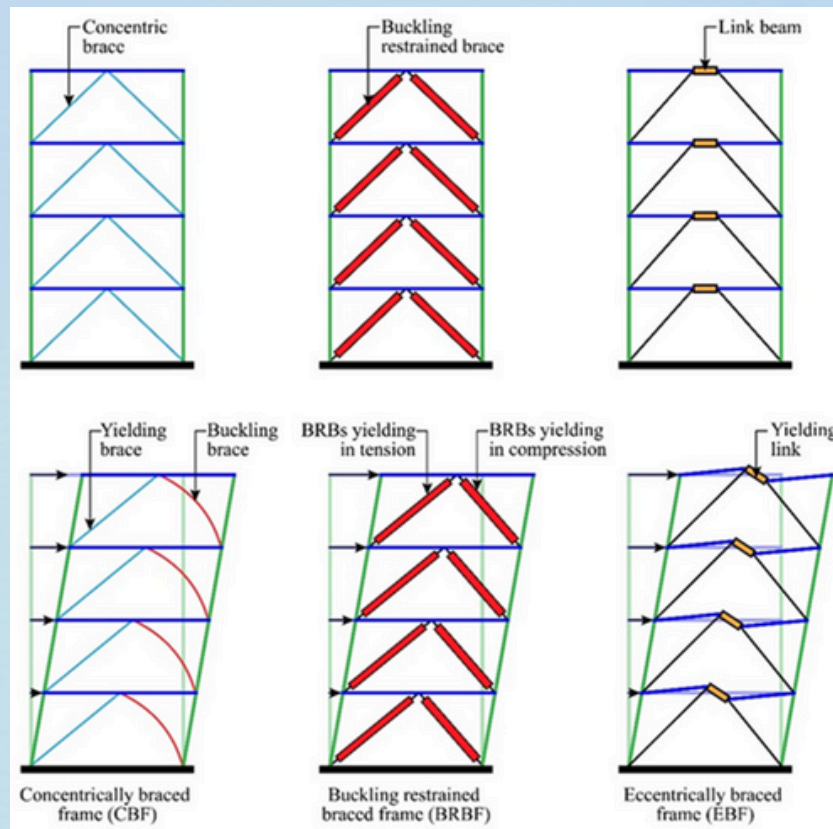 Concentric
brace
Buckling
restrained brace
Link beam
Yielding
brace
Buckling
brace
BRBs yielding
in tension
BRBs yielding
in compression
Yielding
link
Concentrically braced
frame (CBF)
Buckling restrained
braced frame (BRBF)
Eccentrically braced
frame (EBF)